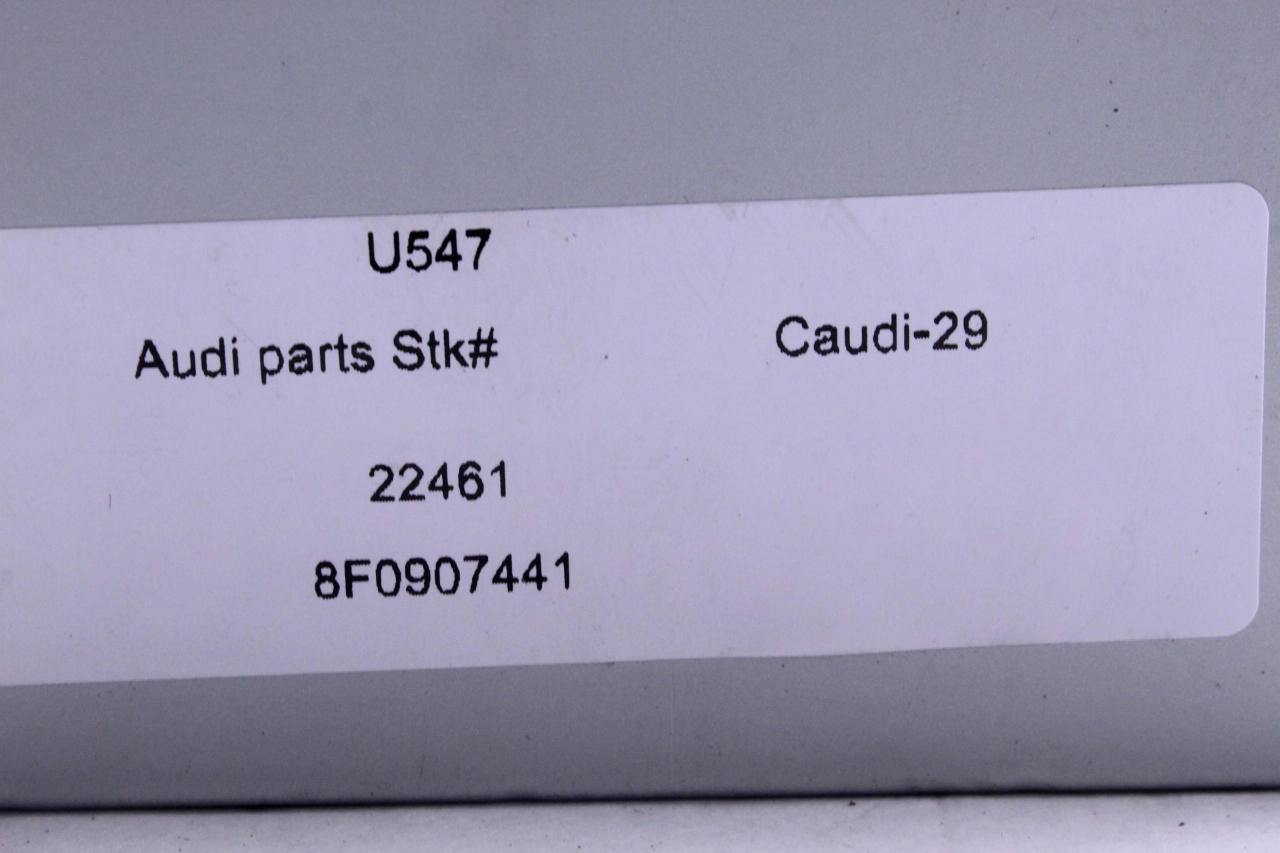 U547
Audi parts Stk#
Caudi-29
22461
8F0907441